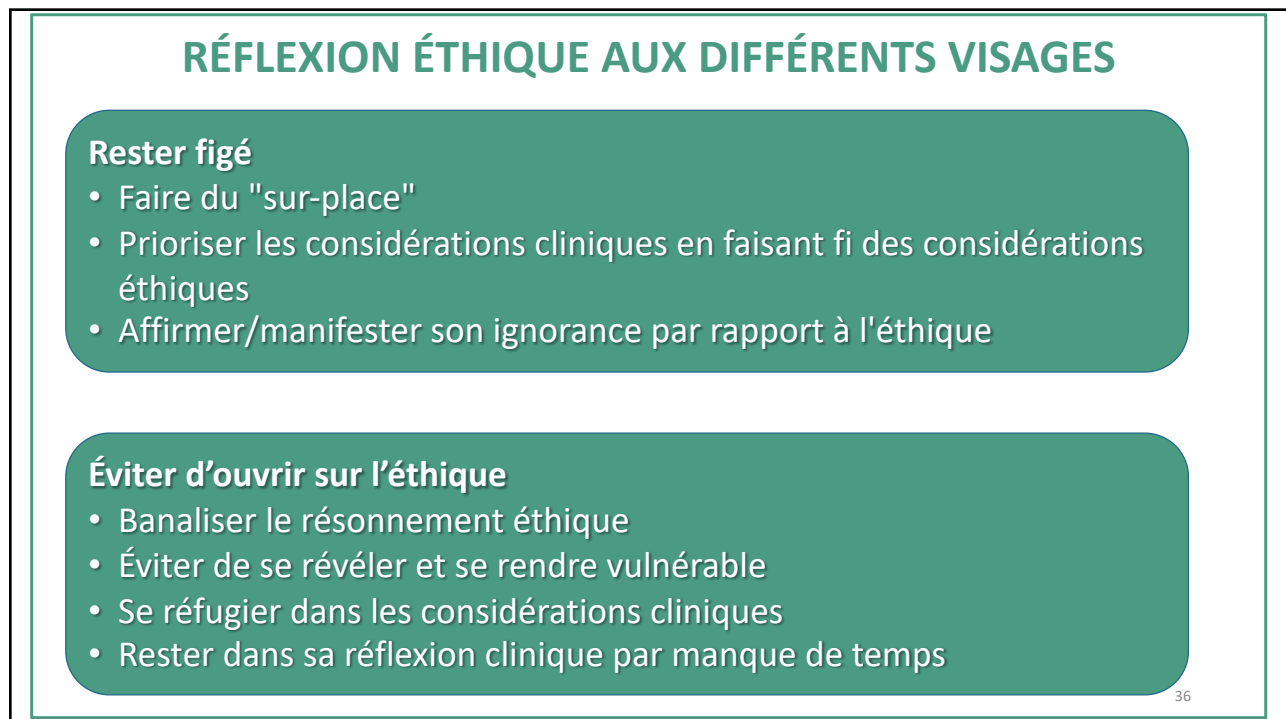 RÉFLEXION ÉTHIQUE AUX DIFFÉRENTS VISAGES
Rester figé
• Faire du "sur-place"
• Prioriser les considérations cliniques en faisant fi des considérations
éthiques
• Affirmer/manifester son ignorance par rapport à l'éthique
Éviter d’ouvrir sur l’éthique
• Banaliser le résonnement éthique
• Éviter de se révéler et se rendre vulnérable
• Se réfugier dans les considérations cliniques
• Rester dans sa réflexion clinique par manque de temps
36